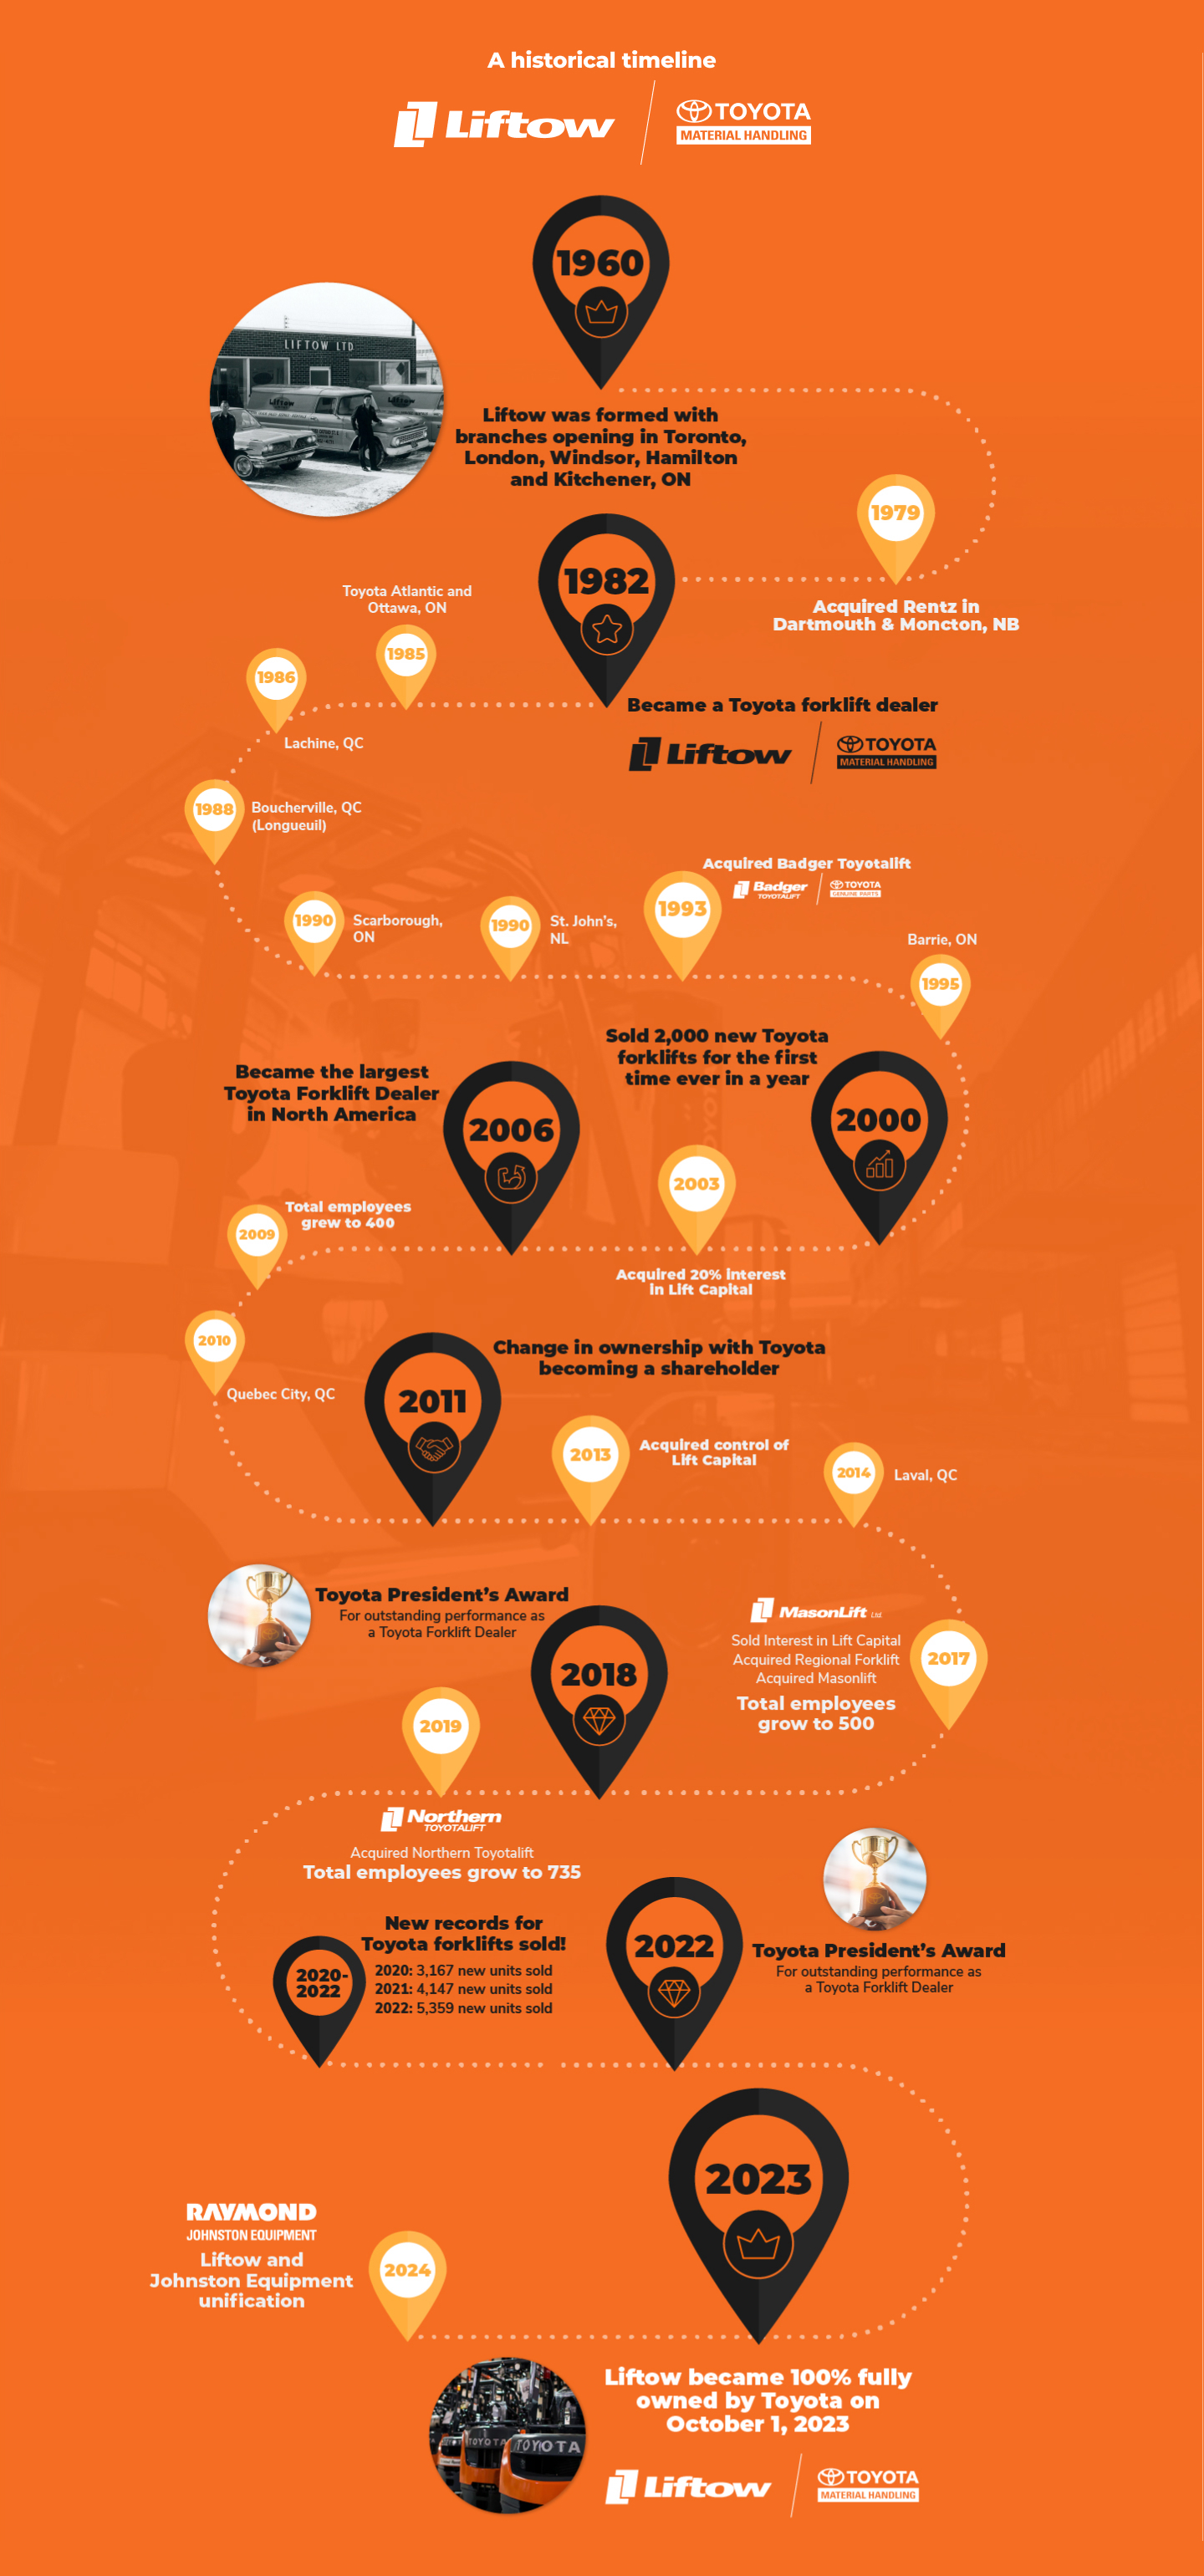 A historical timeline
Liftow
TOYOTA
MATERIAL HANDLING
1960
LIFTOW LTD
Liftow
Liftow was formed with
branches opening in Toronto,
London, Windsor, Hamilton
and Kitchener, ON
1979
Acquired Rentz in
Dartmouth & Moncton, NB
1982
Became a Toyota forklift dealer
Liftow
TOYOTA
MATERIAL HANDLING
Toyota Atlantic and
Ottawa, ON
1985
1986
Lachine, QC
1988
Boucherville, QC
(Longueuil)
1990
Scarborough,
ON
1990
St. John's,
NL
Acquired Badger Toyotalift
Badger
TOYOTALIFT
TOYOTA
GENUINE PARTS
1993
Barrie, ON
1995
Sold 2,000 new Toyota
forklifts for the first
time ever in a year
2000
2003
Acquired 20% interest
in Lift Capital
Became the largest
Toyota Forklift Dealer
in North America
2006
Total employees
grew to 400
2009
2010
Quebec City, QC
Change in ownership with Toyota
becoming a shareholder
2011
2013
Acquired control of
Lift Capital
2014
Laval, QC
MasonLift Ltd.
Sold Interest in Lift Capital
Acquired Regional Forklift
Acquired Masonlift
Total employees
grow to 500
2017
Toyota President's Award
For outstanding performance as
a Toyota Forklift Dealer
2018
2019
Northern
TOYOTALIFT
Acquired Northern Toyotalift
Total employees grow to 735
New records for
Toyota forklifts sold!
2020-
2022
2020: 3,167 new units sold
2021: 4,147 new units sold
2022: 5,359 new units sold
2022
Toyota President's Award
For outstanding performance as
a Toyota Forklift Dealer
2023
Liftow became 100% fully
owned by Toyota on
October 1, 2023
Liftow
TOYOTA
MATERIAL HANDLING
TOYOTA
TOYOTA
RAYMOND
JOHNSTON EQUIPMENT
Liftow and
Johnston Equipment
unification
2024